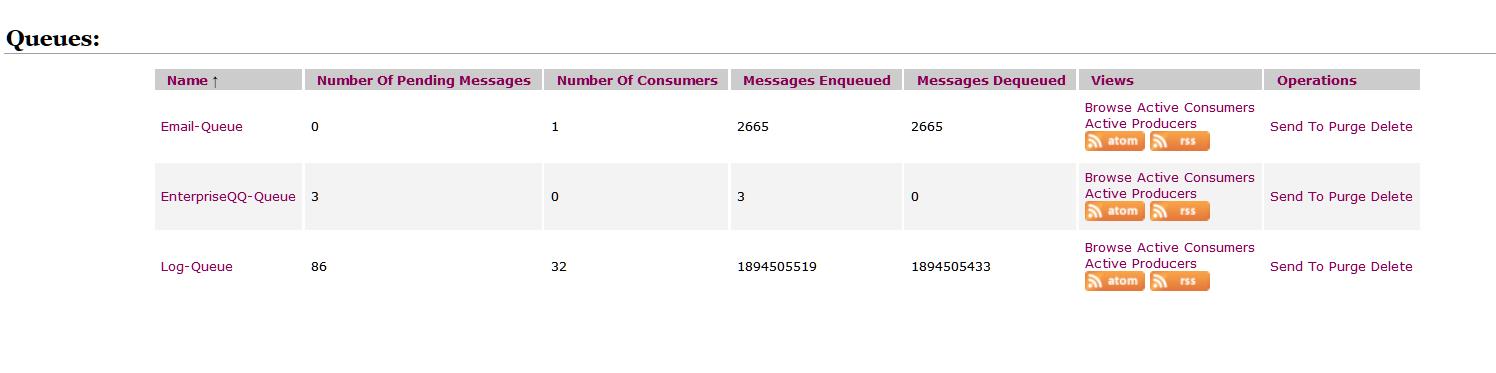 Queues:
Name ↑ Number Of Pending Messages Number Of Consumers Messages Enqueued Messages Dequeued Views Operations
Email-Queue 0 1 2665 2665 Browse Active Consumers
Active Producers
atom rss Send To Purge Delete
EnterpriseQQ-Queue 3 0 3 0 Browse Active Consumers
Active Producers
atom rss Send To Purge Delete
Log-Queue 86 32 1894505519 1894505433 Browse Active Consumers
Active Producers
atom rss Send To Purge Delete